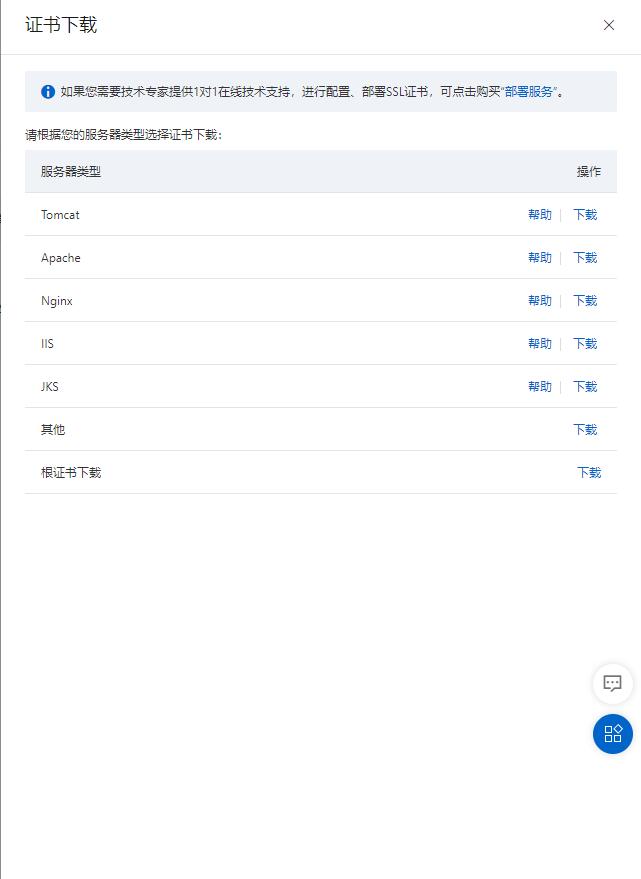 证书下载
如果您需要技术专家提供1对1在线技术支持，进行配置、部署SSL证书，可点击购买“部署服务”。
请根据您的服务器类型选择证书下载：
服务器类型 操作
Tomcat 帮助 下载
Apache 帮助 下载
Nginx 帮助 下载
IIS 帮助 下载
JKS 帮助 下载
其他 下载
根证书下载 下载